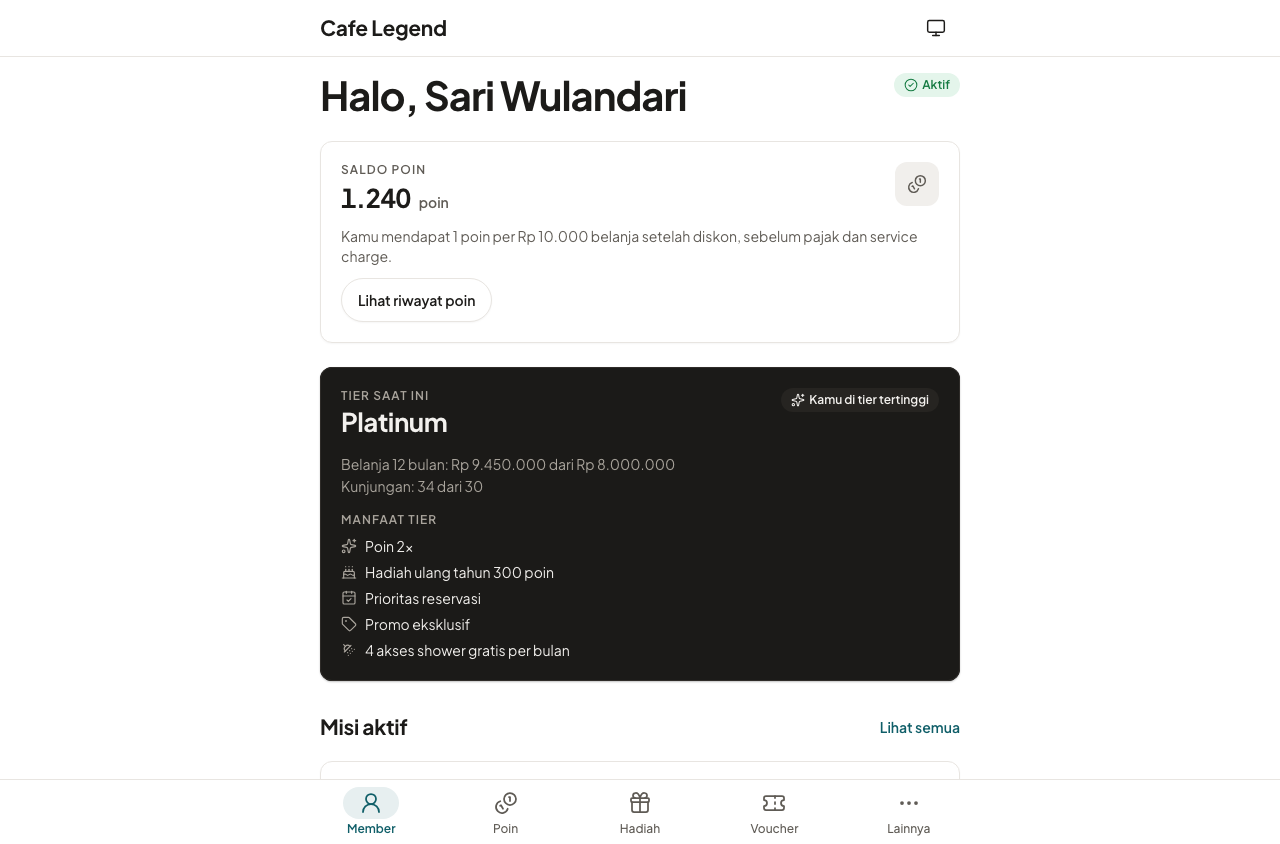 Cafe Legend
Halo, Sari Wulandari
Aktif
SALDO POIN
1.240 poin
Kamu mendapat 1 poin per Rp 10.000 belanja setelah diskon, sebelum pajak dan service
charge.
Lihat riwayat poin
TIER SAAT INI
Kamu di tier tertinggi
Platinum
Belanja 12 bulan: Rp 9.450.000 dari Rp 8.000.000
Kunjungan: 34 dari 30
MANFAAT TIER
Poin 2×
Hadiah ulang tahun 300 poin
Prioritas reservasi
Promo eksklusif
4 akses shower gratis per bulan
Misi aktif
Lihat semua
Member
Poin
Hadiah
Voucher
Lainnya